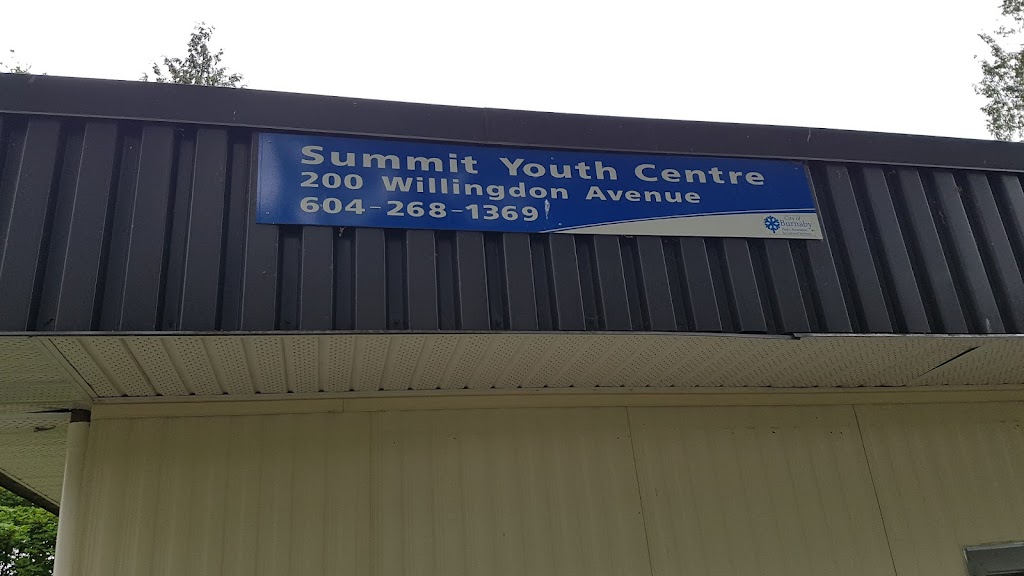 Summit Youth Centre
200 Willingdon Avenue
604-268-1369
City of
Burnaby